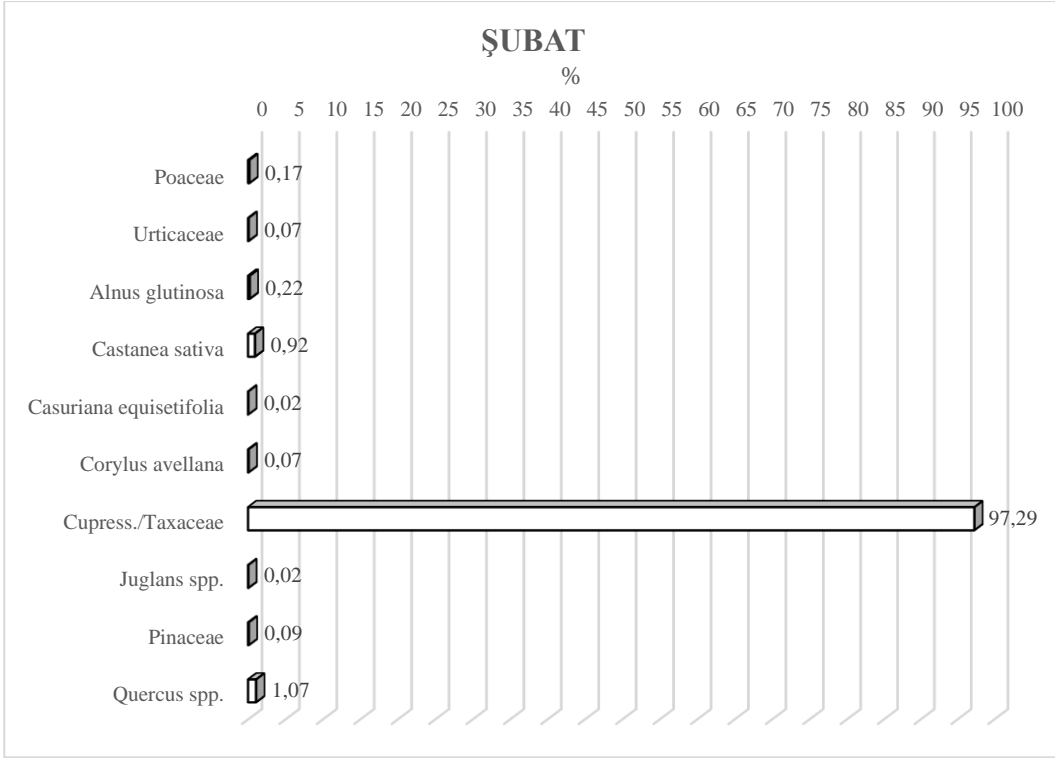 ŞUBAT
%
0 5 10 15 20 25 30 35 40 45 50 55 60 65 70 75 80 85 90 95 100
Poaceae 0,17
Urticaceae 0,07
Alnus glutinosa 0,22
Castanea sativa 0,92
Casuriana equisetifolia 0,02
Corylus avellana 0,07
Cupress./Taxaceae 97,29
Juglans spp. 0,02
Pinaceae 0,09
Quercus spp. 1,07